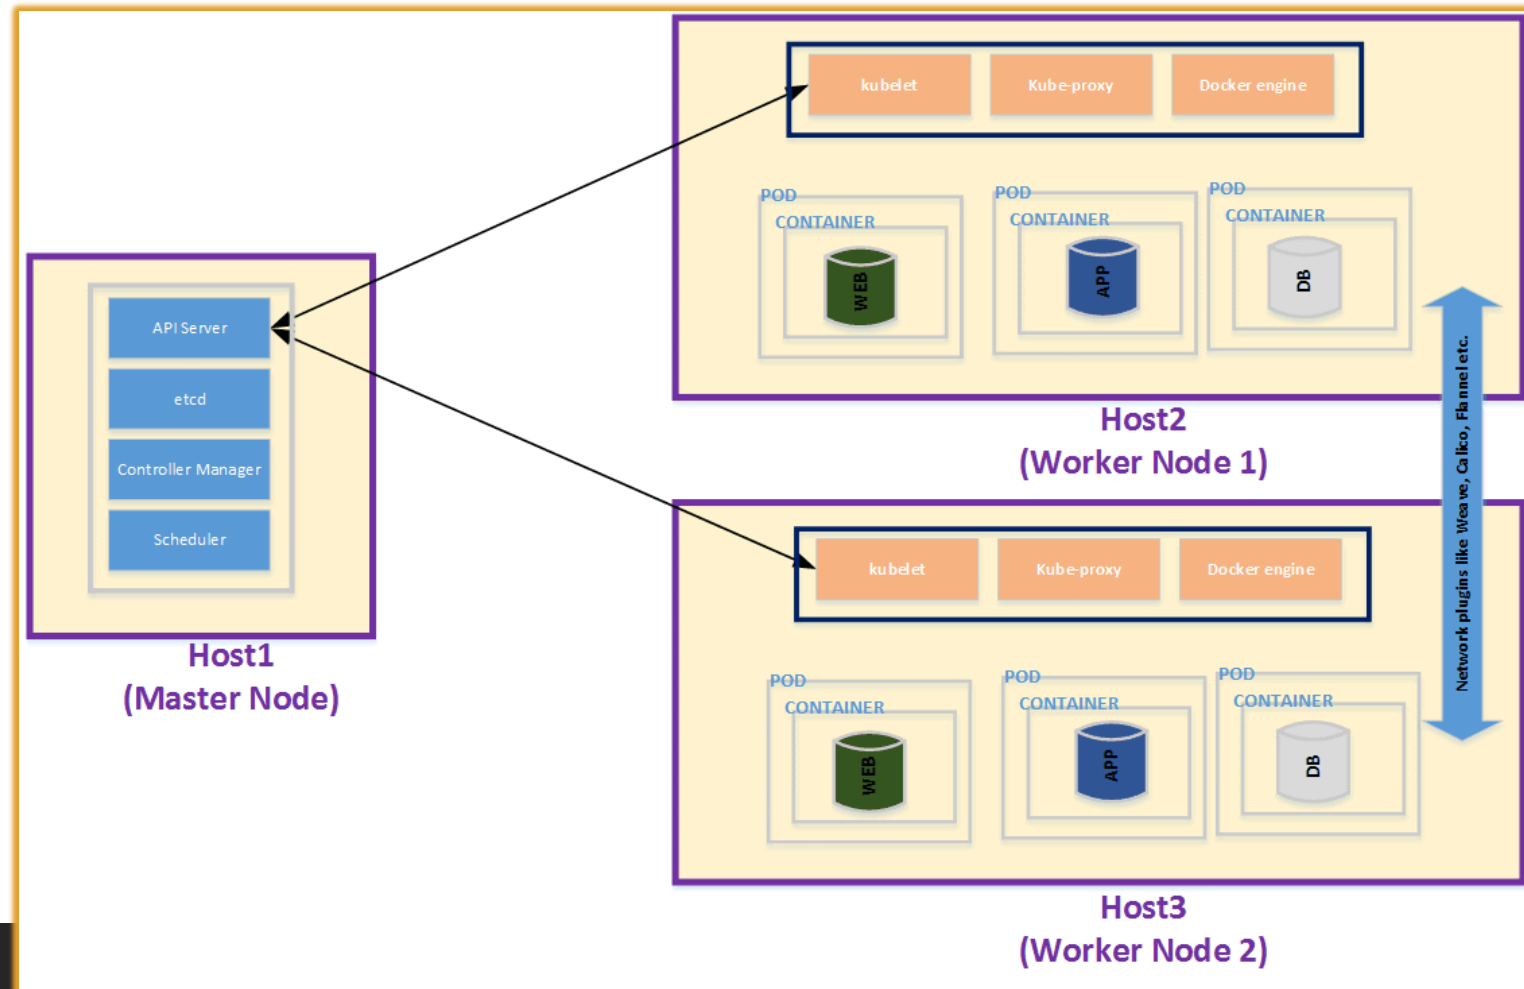 API Server
etcd
Controller Manager
Scheduler
Host1
(Master Node)
kubelet
Kube-proxy
Docker engine
POD
CONTAINER
WEB
POD
CONTAINER
APP
POD
CONTAINER
DB
Host2
(Worker Node 1)
Network plugins like Weave, Calico, Flannel etc.
kubelet
Kube-proxy
Docker engine
POD
CONTAINER
WEB
POD
CONTAINER
APP
POD
CONTAINER
DB
Host3
(Worker Node 2)